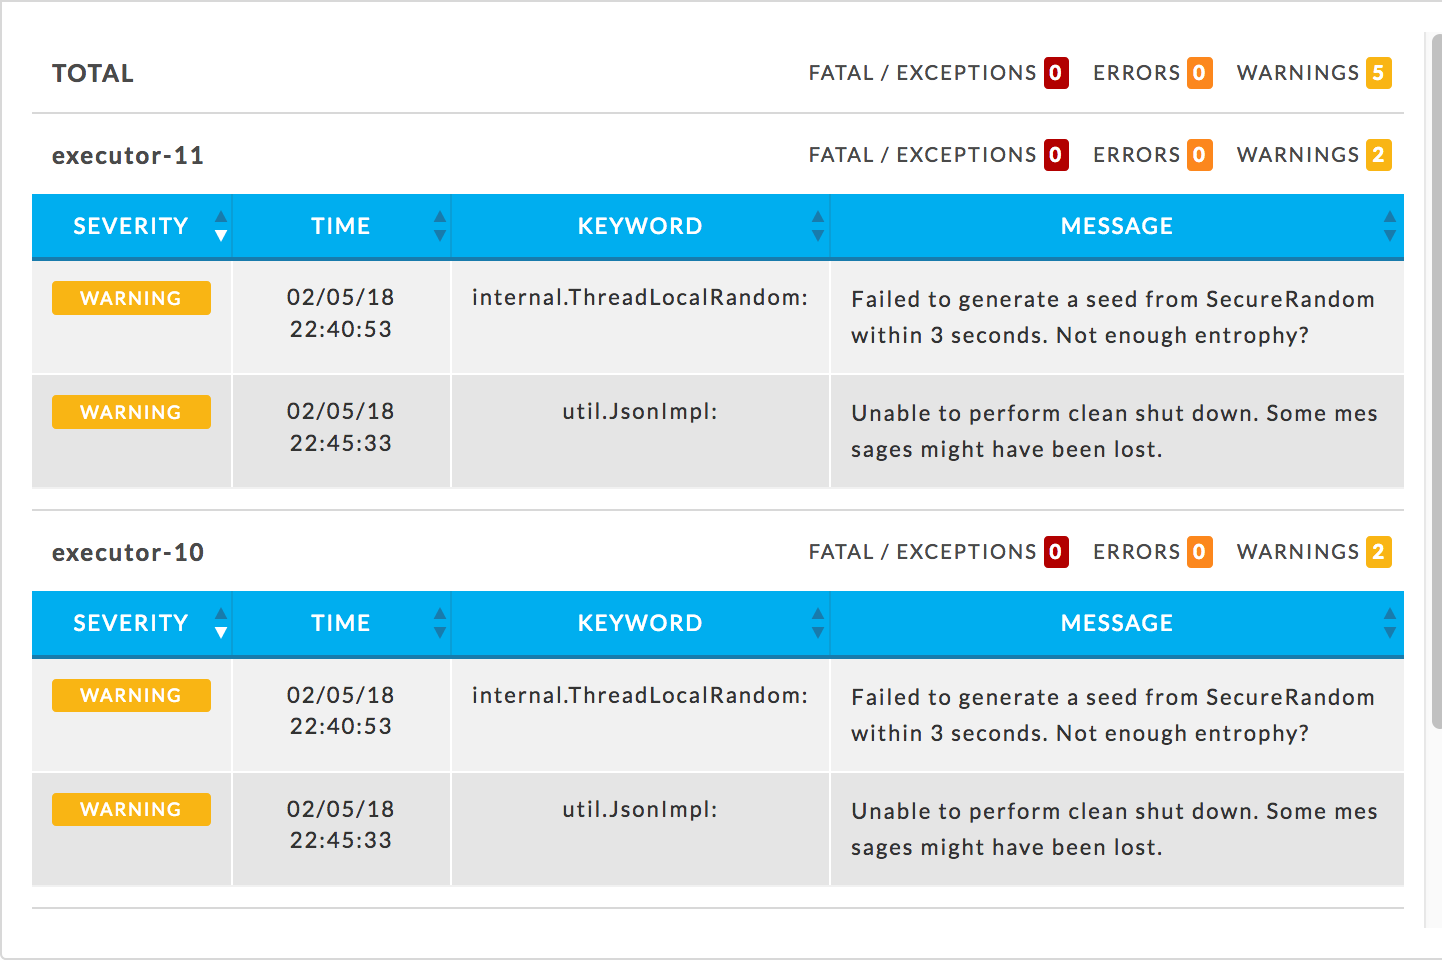 TOTAL FATAL / EXCEPTIONS 0 ERRORS 0 WARNINGS 5
executor-11 FATAL / EXCEPTIONS 0 ERRORS 0 WARNINGS 2
SEVERITY TIME KEYWORD MESSAGE
WARNING 02/05/18 internal.ThreadLocalRandom: Failed to generate a seed from SecureRandom
22:40:53 within 3 seconds. Not enough entrophy?
WARNING 02/05/18 util.JsonImpl: Unable to perform clean shut down. Some mes
22:45:33 sages might have been lost.
executor-10 FATAL / EXCEPTIONS 0 ERRORS 0 WARNINGS 2
SEVERITY TIME KEYWORD MESSAGE
WARNING 02/05/18 internal.ThreadLocalRandom: Failed to generate a seed from SecureRandom
22:40:53 within 3 seconds. Not enough entrophy?
WARNING 02/05/18 util.JsonImpl: Unable to perform clean shut down. Some mes
22:45:33 sages might have been lost.